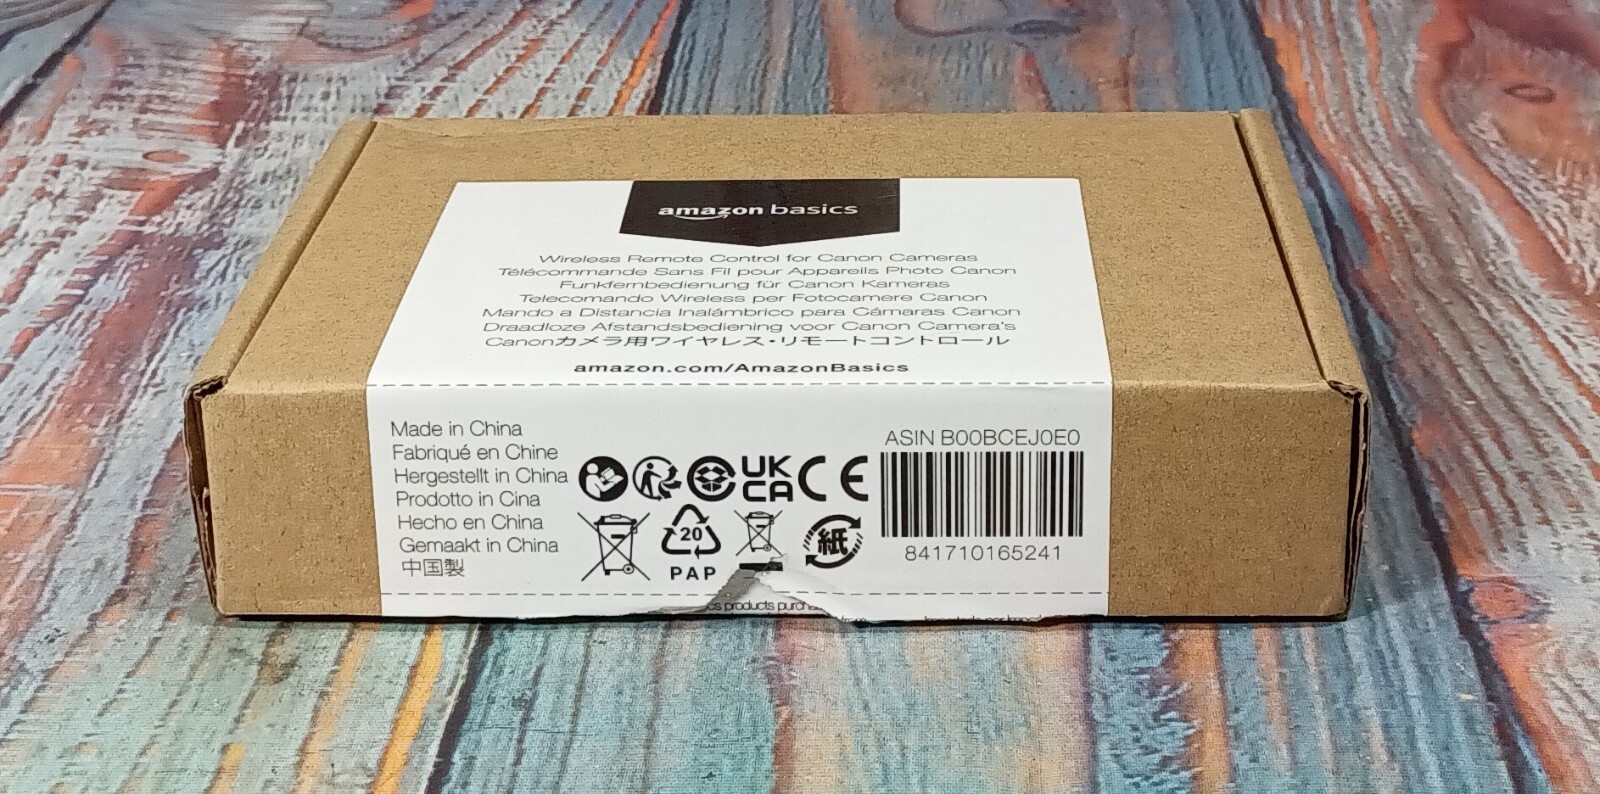 amazon basics
Wireless Remote Control for Canon Cameras
Télécommande Sans Fil pour Appareils Photo Canon
Funkfernbedienung für Canon Kameras
Telecomando Wireless per Fotocamere Canon
Mando a Distancia Inalámbrico para Cámaras Canon
Draadloze Afstandsbediening voor Canon Camera's
Canonカメラ用ワイヤレス・リモートコントロール
amazon.com/AmazonBasics
Made in China
Fabriqué en Chine
Hergestellt in China
Prodotto in Cina
Hecho en China
Gemaakt in China
中国製
UK
CA
CE
20
PAP
紙
ASIN B00BCEJ0E0
841710165241
products